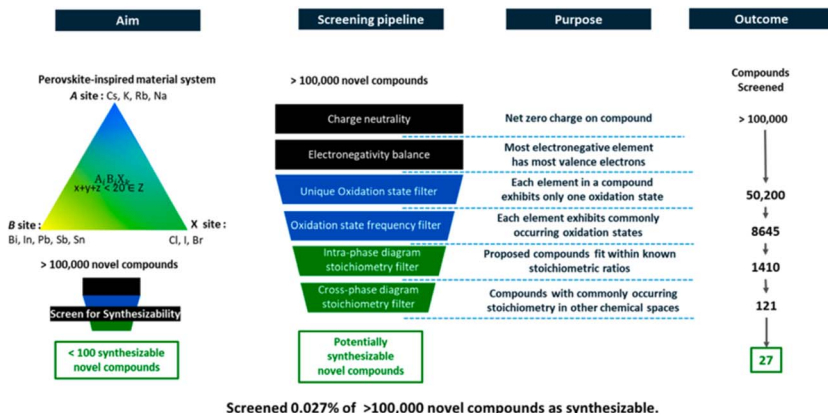 Aim
Screening pipeline
Purpose
Outcome
Perovskite-inspired material system
A site : Cs, K, Rb, Na
x+y+z < 20 ∈ Z
B site :
Bi, In, Pb, Sb, Sn
X site :
Cl, I, Br
> 100,000 novel compounds
Screen for Synthesizability
< 100 synthesizable
novel compounds
> 100,000 novel compounds
Charge neutrality
Electronegativity balance
Unique Oxidation state filter
Oxidation state frequency filter
Intra-phase diagram
stoichiometry filter
Cross-phase diagram
stoichiometry filter
Potentially
synthesizable
novel compounds
Net zero charge on compound
Most electronegative element
has most valence electrons
Each element in a compound
exhibits only one oxidation state
Each element exhibits commonly
occurring oxidation states
Proposed compounds fit within known
stoichiometric ratios
Compounds with commonly occurring
stoichiometry in other chemical spaces
Compounds
Screened
> 100,000
50,200
8645
1410
121
27
Screened 0.027% of >100,000 novel compounds as synthesizable.